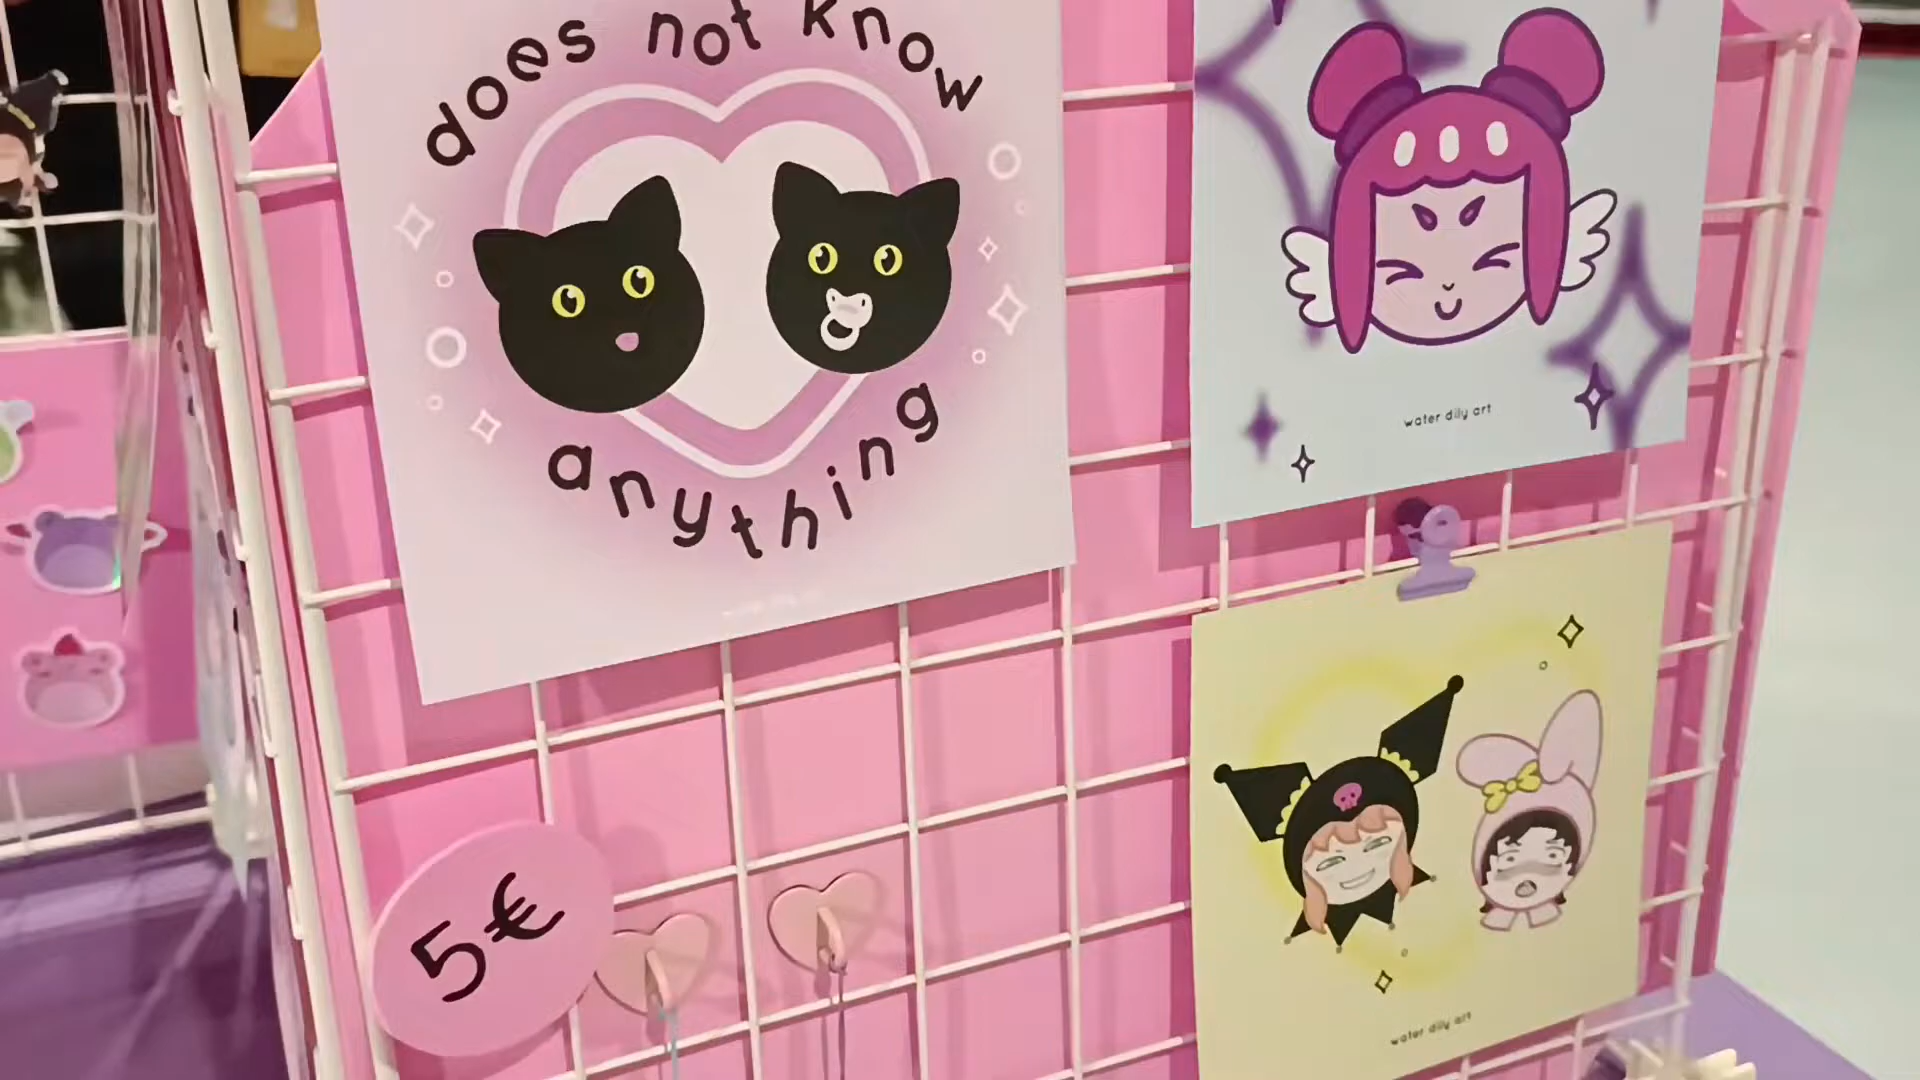 does not know
anything
water dily art
5€
water dily art